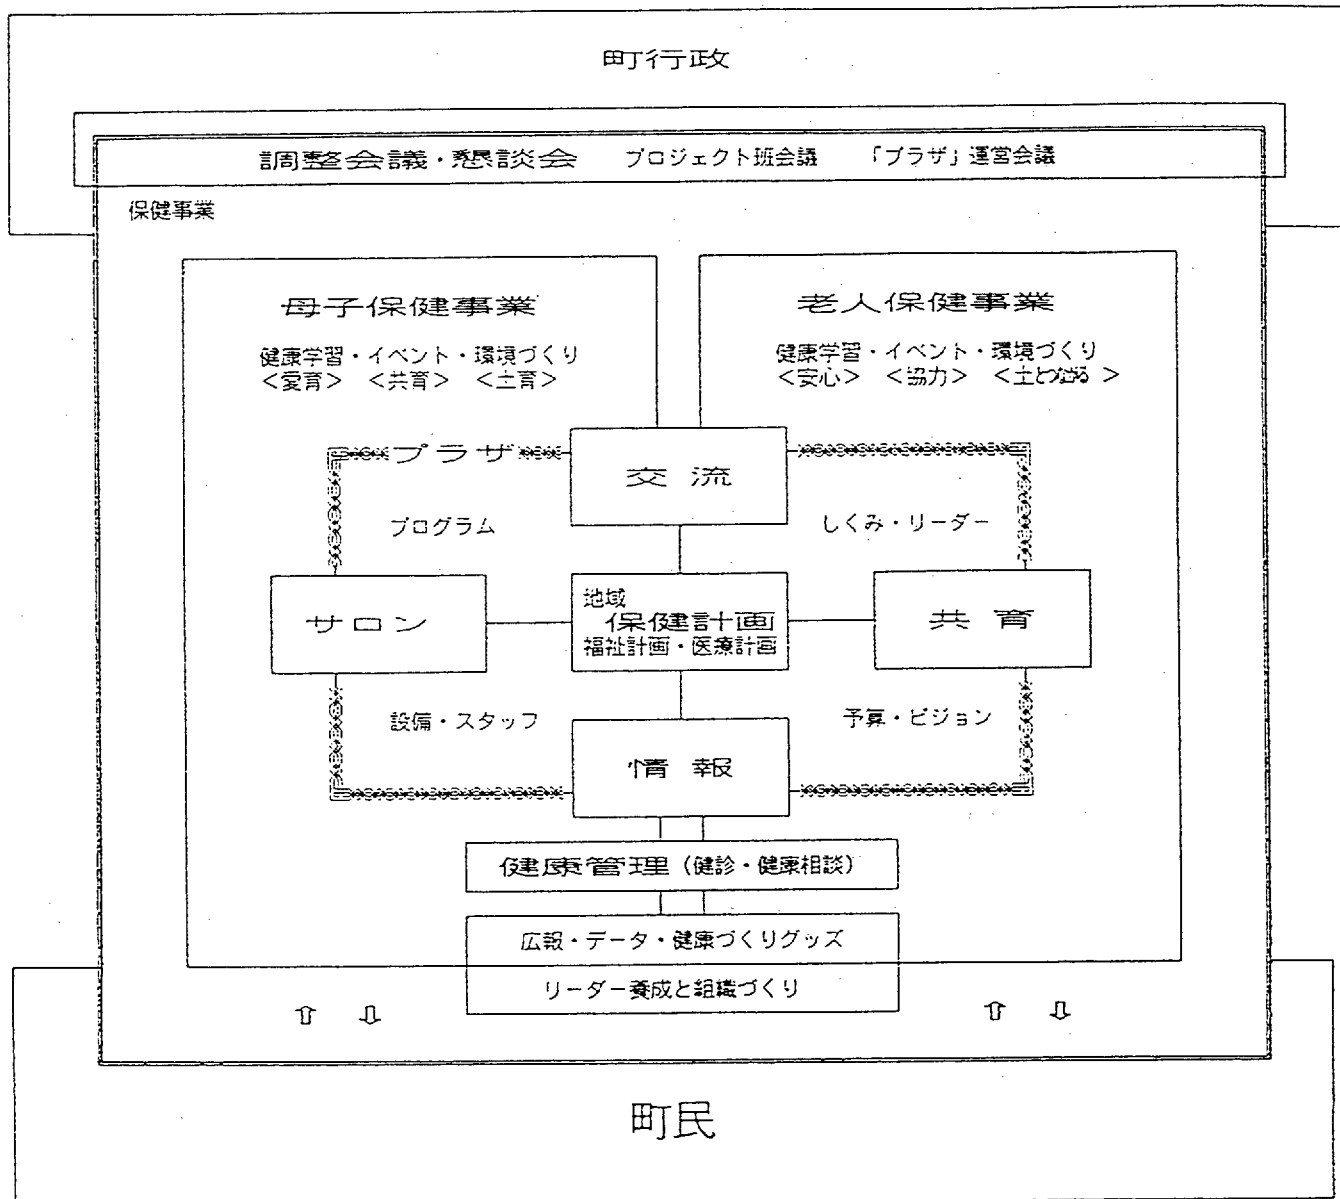 町行政
調整会議・懇談会 プロジェクト班会議 「プラザ」運営会議
保健事業
母子保健事業
健康学習・イベント・環境づくり
<愛育> <共育> <土育>
老人保健事業
健康学習・イベント・環境づくり
<安心> <協力> <土となる>
プラザ
交流
プログラム
しくみ・リーダー
サロン
地域
保健計画
福祉計画・医療計画
共育
設備・スタッフ
予算・ビジョン
情報
健康管理(健診・健康相談)
広報・データ・健康づくりグッズ
リーダー養成と組織づくり
⇧ ⇩
⇧ ⇩
町民